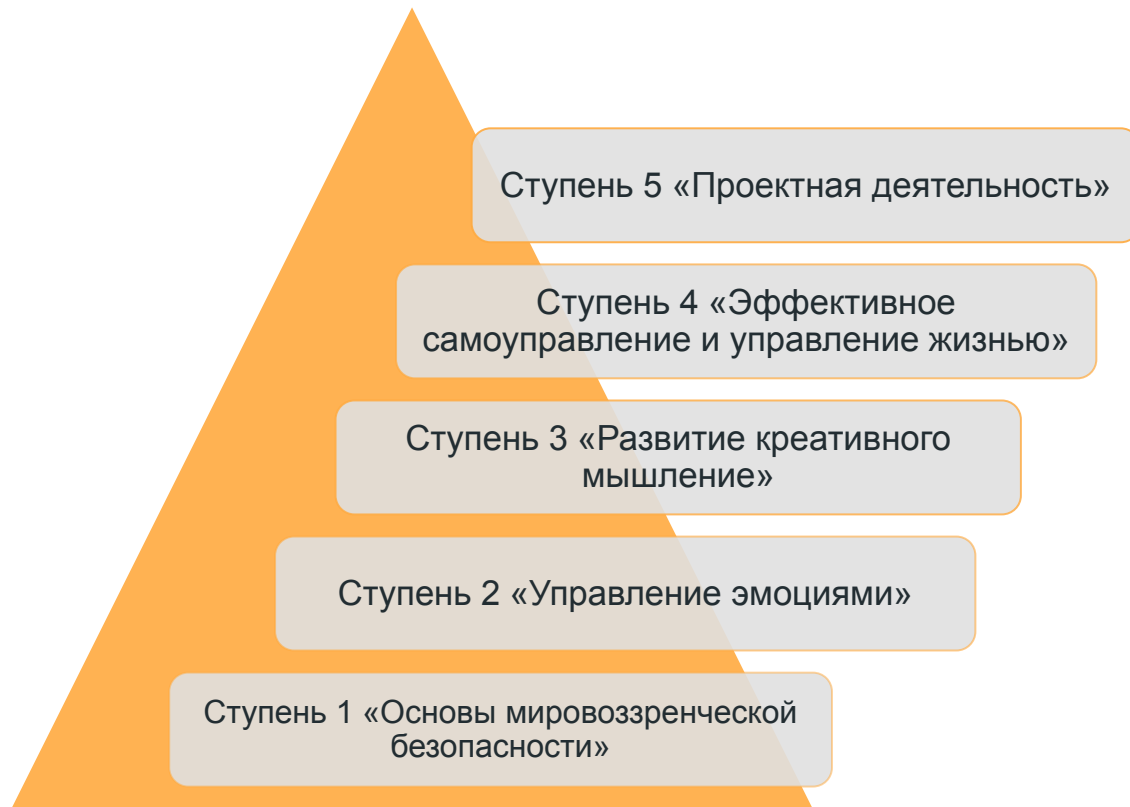 Ступень 5 «Проектная деятельность»
Ступень 4 «Эффективное
самоуправление и управление жизнью»
Ступень 3 «Развитие креативного
мышление»
Ступень 2 «Управление эмоциями»
Ступень 1 «Основы мировоззренческой
безопасности»